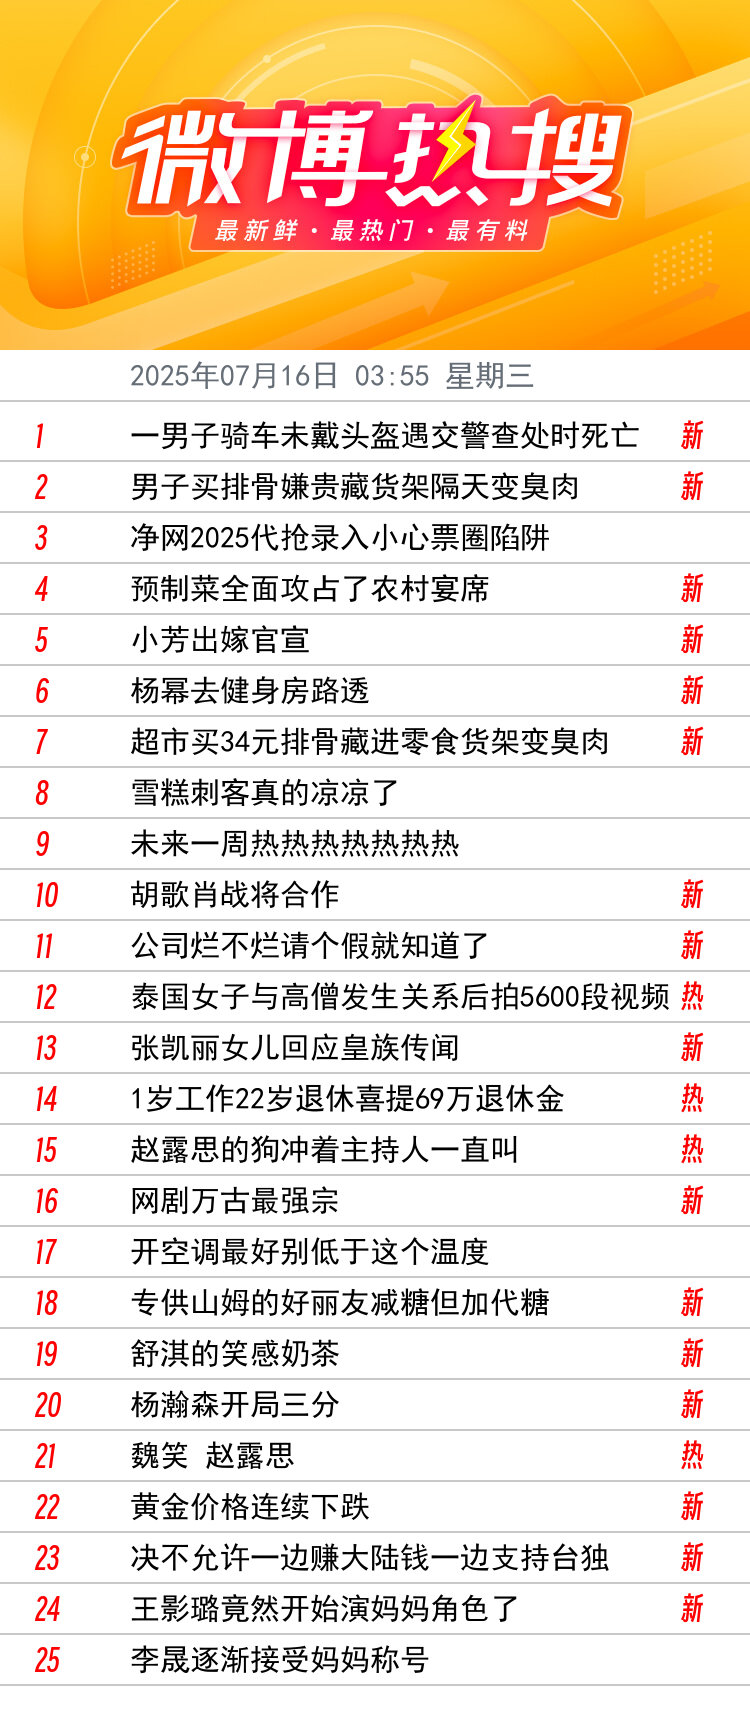 微博热搜
最新鲜·最热门·最有料
2025年07月16日 03:55 星期三
1 一男子骑车未戴头盔遇交警查处时死亡 新
2 男子买排骨嫌贵藏货架隔天变臭肉 新
3 净网2025代抢录入小心票圈陷阱
4 预制菜全面攻占了农村宴席 新
5 小芳出嫁官宣 新
6 杨幂去健身房路透 新
7 超市买34元排骨藏进零食货架变臭肉 新
8 雪糕刺客真的凉凉了
9 未来一周热热热热热热热
10 胡歌肖战将合作 新
11 公司烂不烂请个假就知道了 新
12 泰国女子与高僧发生关系后拍5600段视频 热
13 张凯丽女儿回应皇族传闻 新
14 1岁工作22岁退休喜提69万退休金 热
15 赵露思的狗冲着主持人一直叫 热
16 网剧万古最强宗 新
17 开空调最好别低于这个温度
18 专供山姆的好丽友减糖但加代糖 新
19 舒淇的笑感奶茶 新
20 杨瀚森开局三分 新
21 魏笑 赵露思 热
22 黄金价格连续下跌 新
23 决不允许一边赚大陆钱一边支持台独 新
24 王影璐竟然开始演妈妈角色了 新
25 李晟逐渐接受妈妈称号